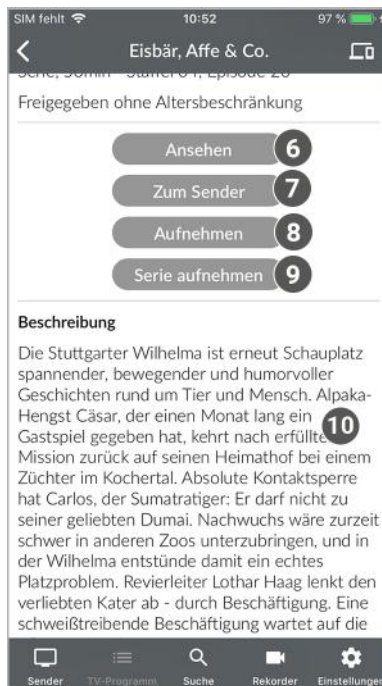 SIM fehlt 10:52 97 %
Eisbär, Affe & Co.
Freigegeben ohne Altersbeschränkung
Ansehen 6
Zum Sender 7
Aufnehmen 8
Serie aufnehmen 9
Beschreibung
Die Stuttgarter Wilhelma ist erneut Schauplatz
spannender, bewegender und humorvoller
Geschichten rund um Tier und Mensch. Alpaka-
Hengst Cäsar, der einen Monat lang ein
Gastspiel gegeben hat, kehrt nach erfüllte 10
Mission zurück auf seinen Heimathof bei einem
Züchter im Kochertal. Absolute Kontaktsperre
hat Carlos, der Sumatratiger: Er darf nicht zu
seiner geliebten Dumai. Nachwuchs wäre zurzeit
schwer in anderen Zoos unterzubringen, und in
der Wilhelma entstünde damit ein echtes
Platzproblem. Revierleiter Lothar Haag lenkt den
verliebten Kater ab - durch Beschäftigung. Eine
schweißtreibende Beschäftigung wartet auf die
Sender TV-Programm Suche Rekorder Einstellungen